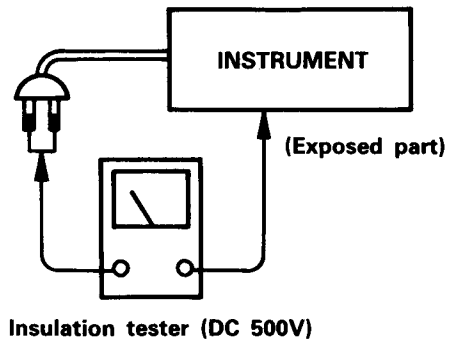 INSTRUMENT
(Exposed part)
Insulation tester (DC 500V)